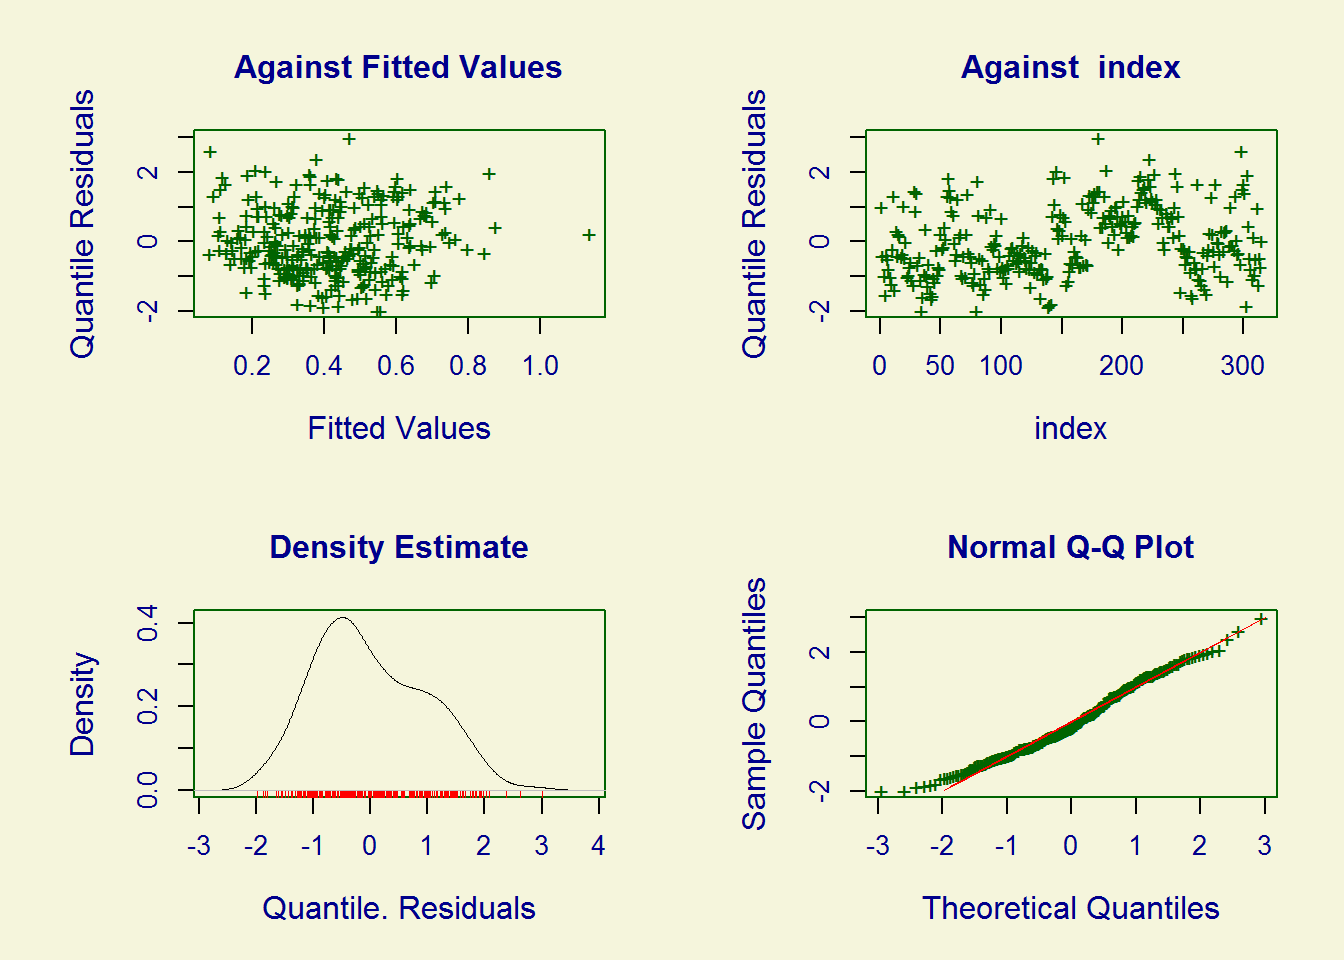 Against Fitted Values
Quantile Residuals
2
0
-2
0.2 0.4 0.6 0.8 1.0
Fitted Values
Against  index
Quantile Residuals
2
0
-2
0 50 100 200 300
index
Density Estimate
Density
0.4
0.2
0.0
-3 -2 -1 0 1 2 3 4
Quantile. Residuals
Normal Q-Q Plot
Sample Quantiles
2
0
-2
-3 -2 -1 0 1 2 3
Theoretical Quantiles